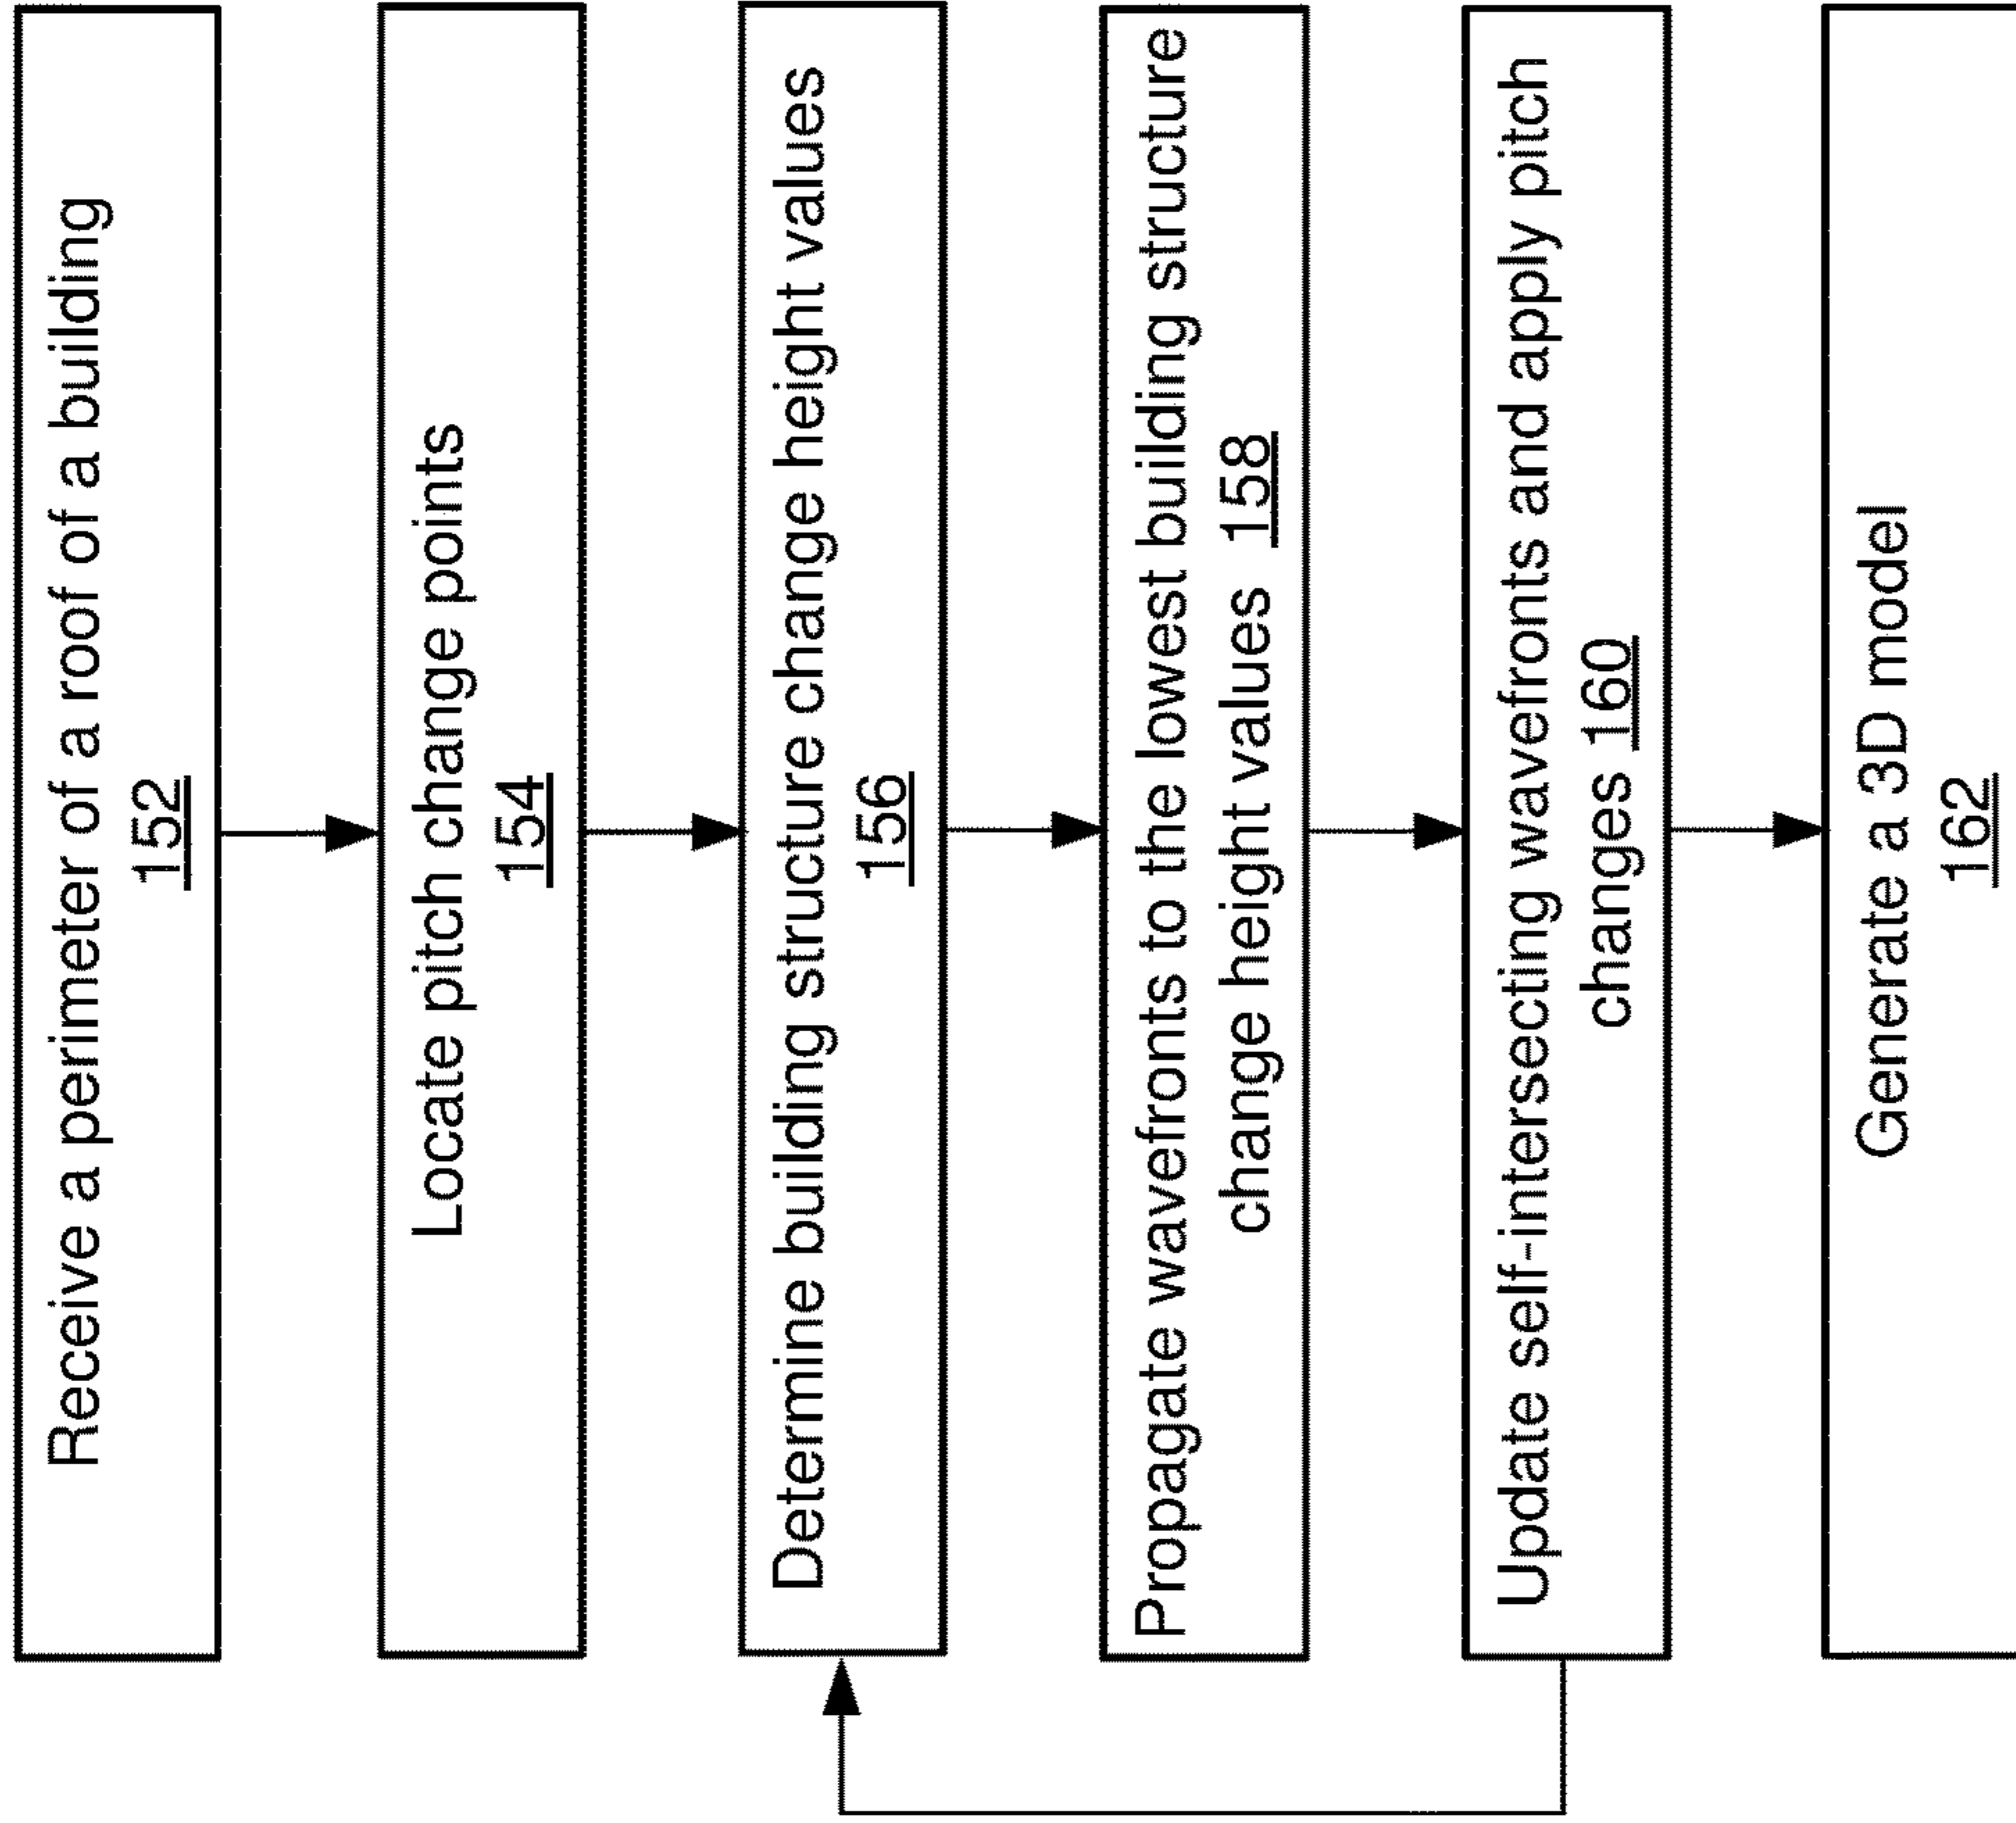 Receive a perimeter of a roof of a building
152
Locate pitch change points
154
Determine building structure change height values
156
Propagate wavefronts to the lowest building structure
change height values 158
Update self-intersecting wavefronts and apply pitch
changes 160
Generate a 3D model
162